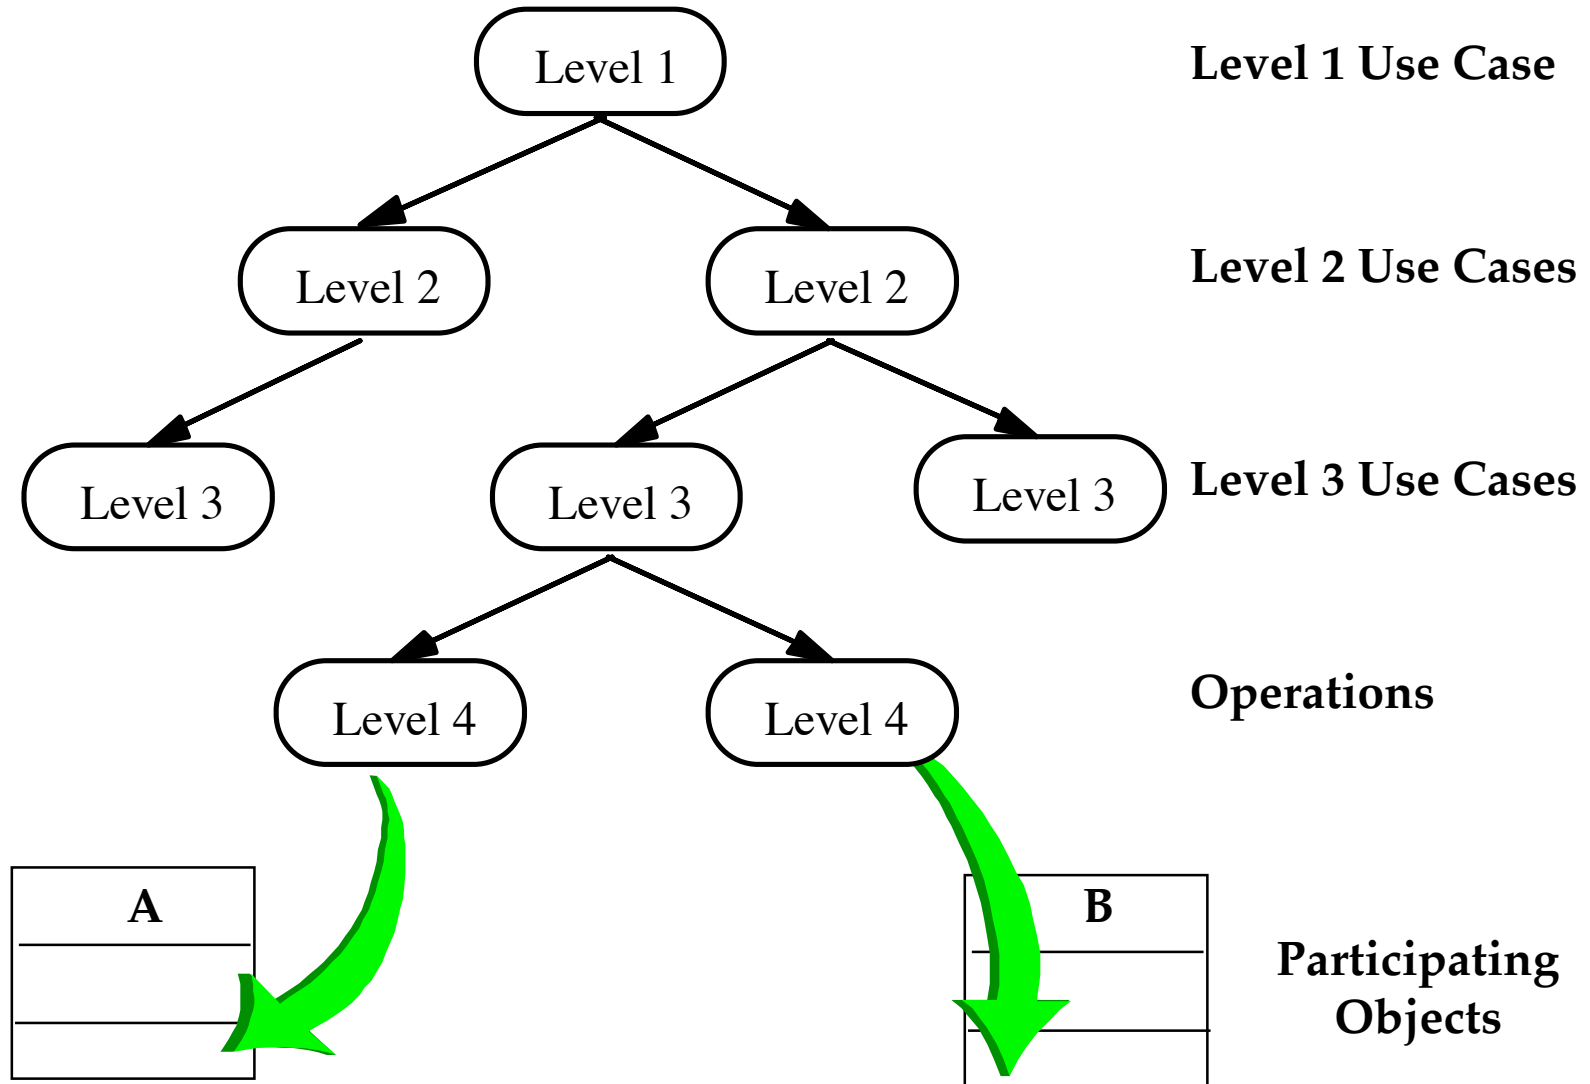 Level 1
Level 1 Use Case
Level 2
Level 2
Level 2 Use Cases
Level 3
Level 3
Level 3
Level 3 Use Cases
Level 4
Level 4
Operations
A
B
Participating
Objects